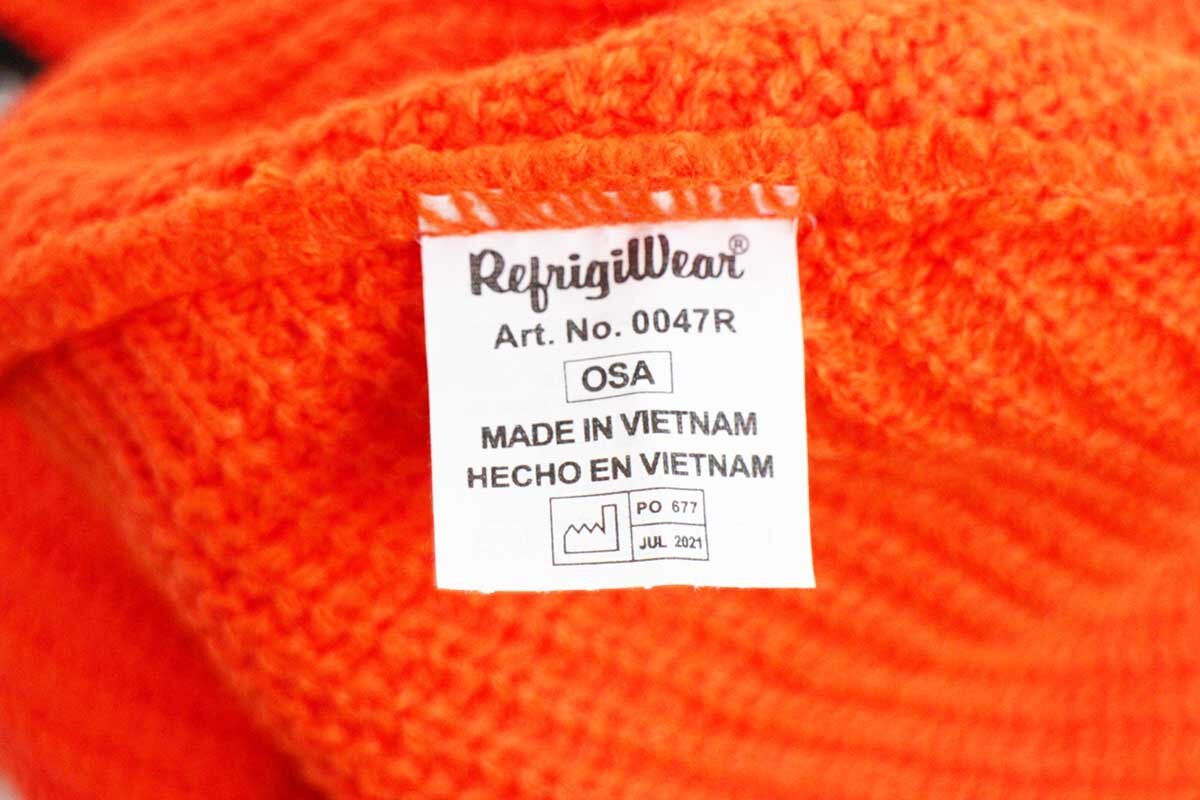 RefrigiWear®
Art. No. 0047R
OSA
MADE IN VIETNAM
HECHO EN VIETNAM
PO 677
JUL 2021